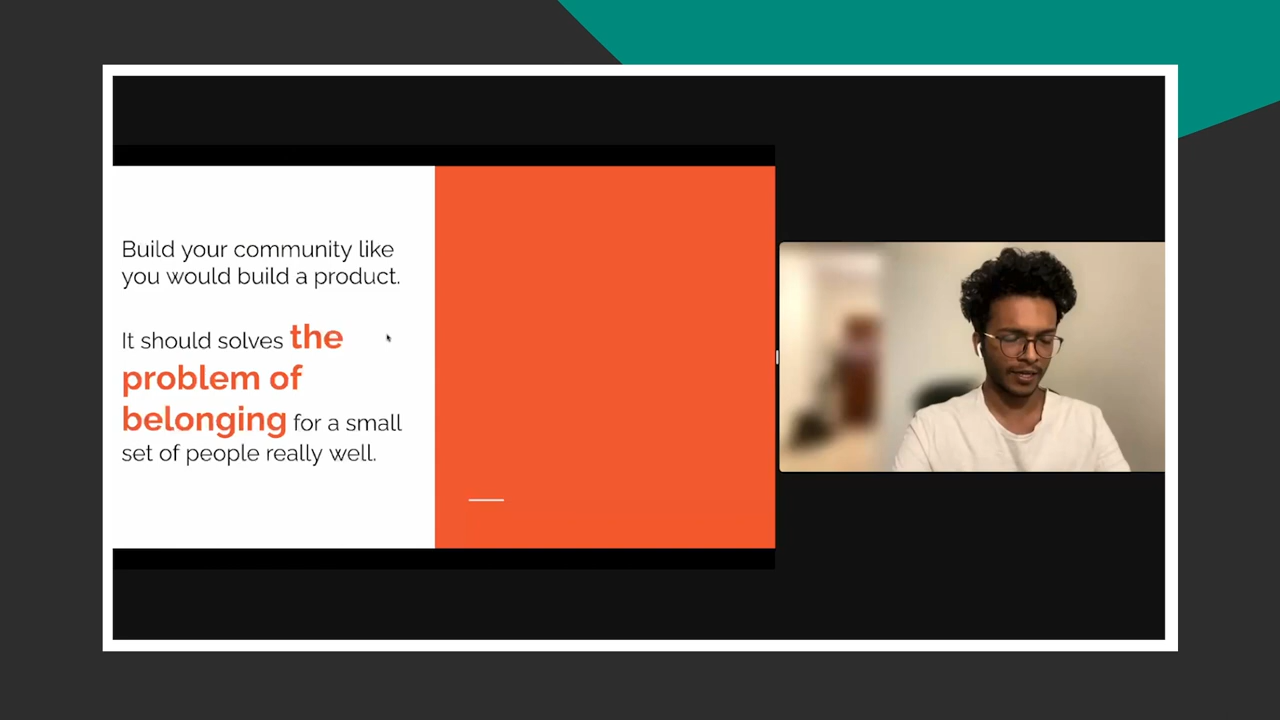 Build your community like
you would build a product.
It should solves the
problem of
belonging for a small
set of people really well.